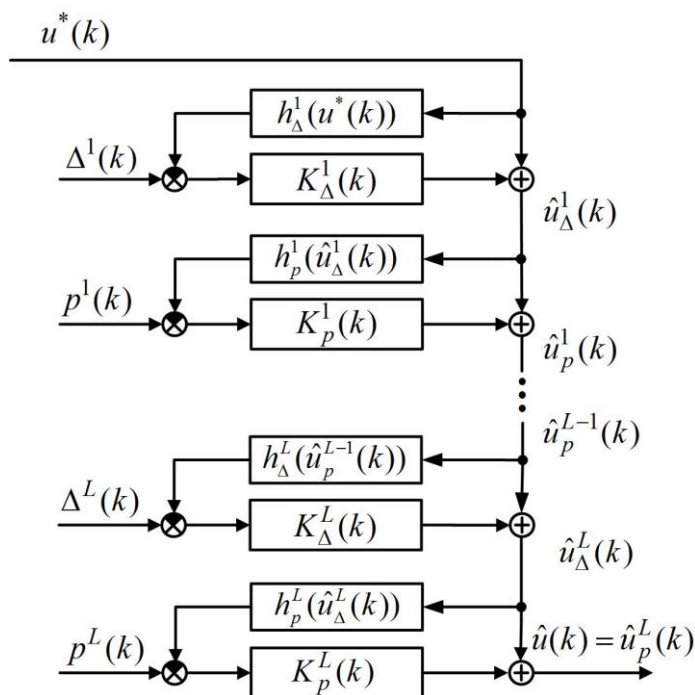 u*(k)
h_Δ^1(u*(k))
Δ^1(k)
K_Δ^1(k)
û_Δ^1(k)
h_p^1(û_Δ^1(k))
p^1(k)
K_p^1(k)
û_p^1(k)
û_p^{L-1}(k)
h_Δ^L(û_p^{L-1}(k))
Δ^L(k)
K_Δ^L(k)
û_Δ^L(k)
h_p^L(û_Δ^L(k))
û(k) = û_p^L(k)
p^L(k)
K_p^L(k)